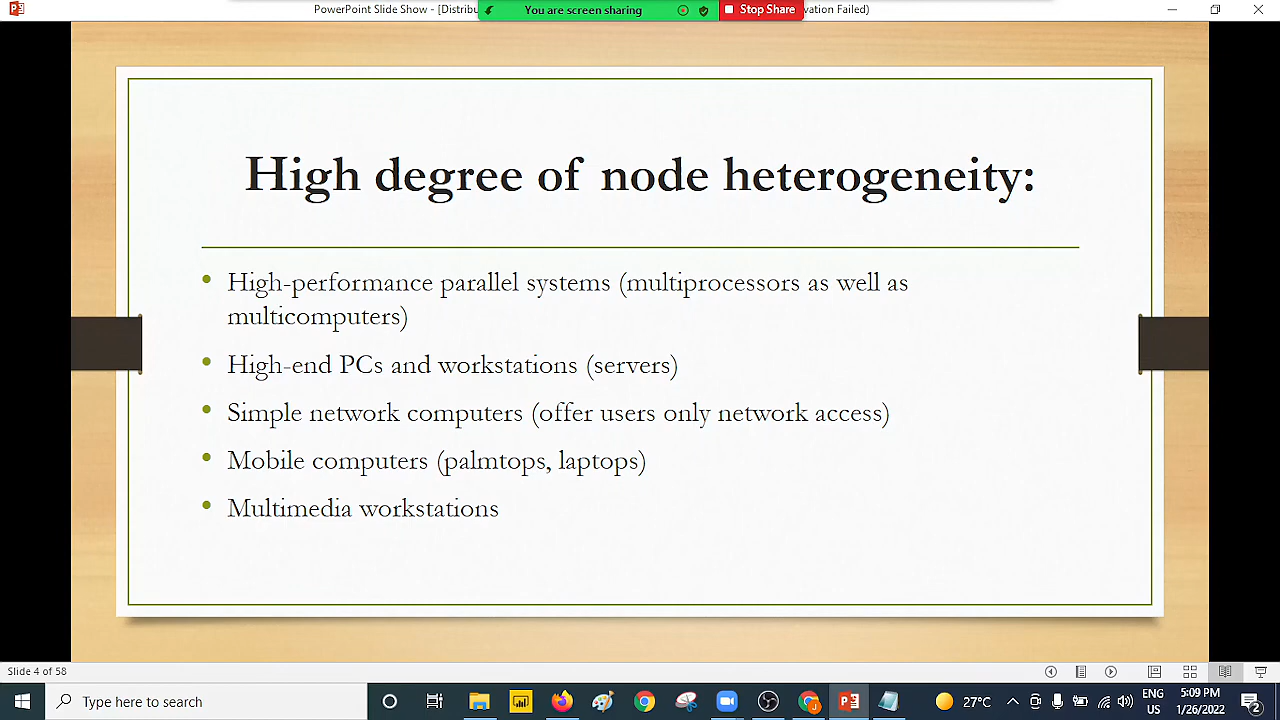 PowerPoint Slide Show - [Distribu
You are screen sharing
Stop Share
vation Failed)
High degree of node heterogeneity:
High-performance parallel systems (multiprocessors as well as
multicomputers)
High-end PCs and workstations (servers)
Simple network computers (offer users only network access)
Mobile computers (palmtops, laptops)
Multimedia workstations
Slide 4 of 58
Type here to search
27°C
ENG
US
5:09 PM
1/26/2022
2